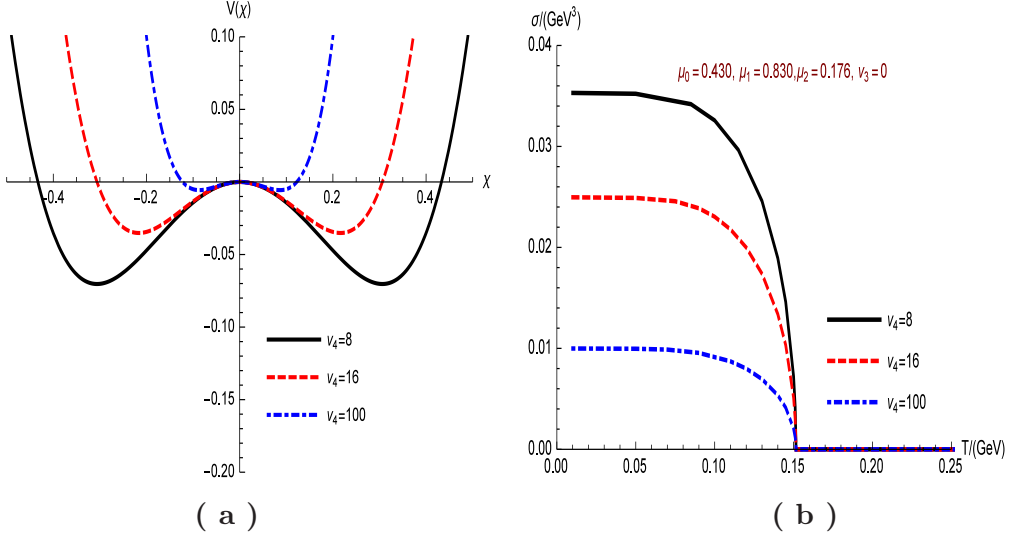 V(χ)
0.10
0.05
−0.4 −0.2 0.2 0.4 χ
−0.05
−0.10
−0.15
−0.20
v₄=8
v₄=16
v₄=100
( a )
σ/(GeV³)
0.04
μ₀=0.430, μ₁=0.830,μ₂=0.176, v₃=0
0.03
0.02
0.01
0.00
v₄=8
v₄=16
v₄=100
0.00 0.05 0.10 0.15 0.20 0.25
T/(GeV)
( b )